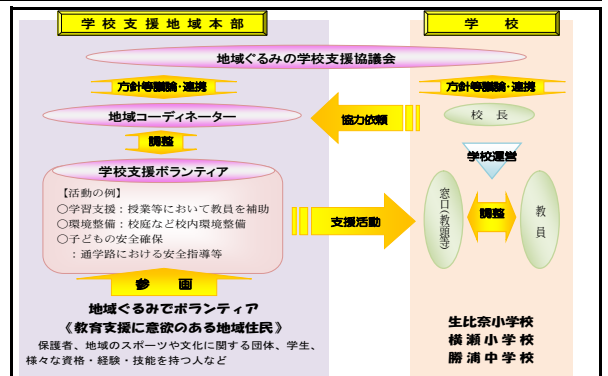 学校支援地域本部
学　校
地域ぐるみの学校支援協議会
方針等議論・連携
方針等議論・連携
地域コーディネーター
協力依頼
校 長
調整
学校運営
学校支援ボランティア
【活動の例】
○学習支援：授業等において教員を補助
○環境整備：校庭など校内環境整備
○子どもの安全確保
：通学路における安全指導等
支援活動
窓口(教頭等)
調整
教員
参　画
地域ぐるみでボランティア
《教育支援に意欲のある地域住民》
保護者、地域のスポーツや文化に関する団体、学生、
様々な資格・経験・技能を持つ人など
生比奈小学校
横瀬小学校
勝浦中学校